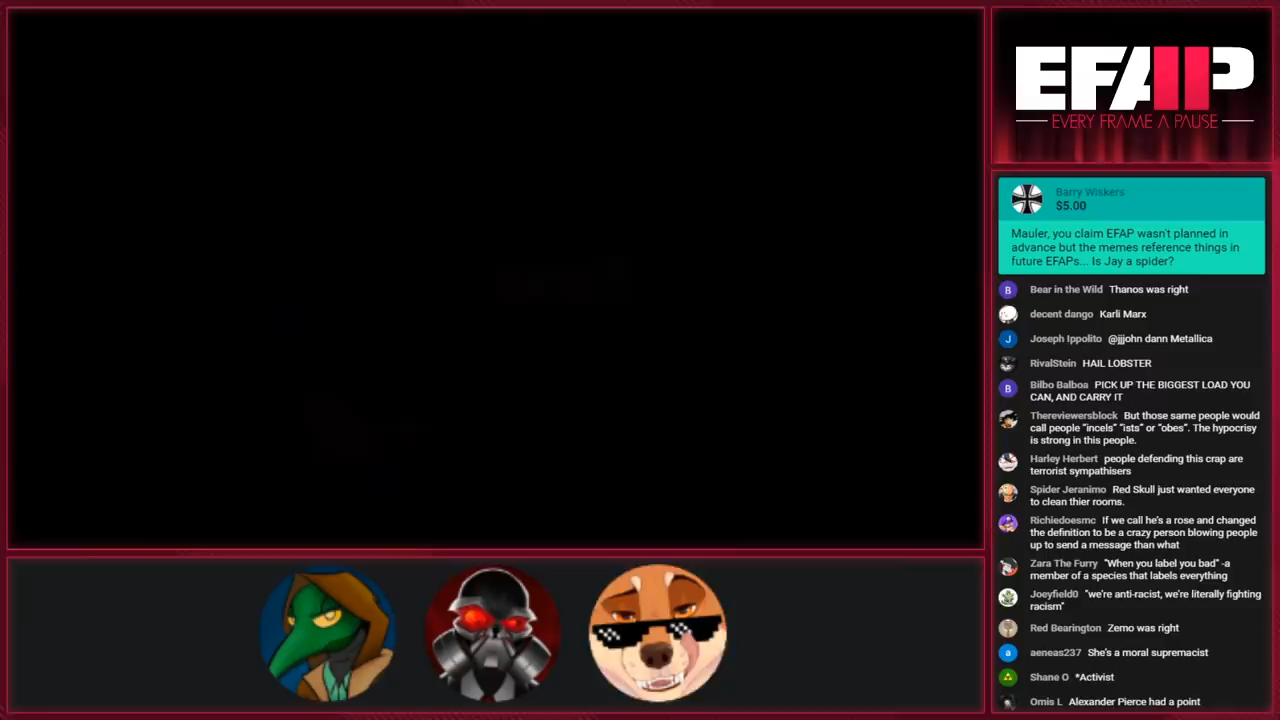 EFAP
EVERY FRAME A PAUSE
Barry Wiskers
$5.00
Mauler, you claim EFAP wasn't planned in
advance but the memes reference things in
future EFAPs... Is Jay a spider?
B Bear in the Wild Thanos was right
decent dango Karli Marx
J Joseph Ippolito @jjjohn dann Metallica
RivalStein HAIL LOBSTER
B Bilbo Balboa PICK UP THE BIGGEST LOAD YOU
CAN, AND CARRY IT
Thereviewersblock But those same people would
call people "incels" "ists" or "obes". The hypocrisy
is strong in this people.
Harley Herbert people defending this crap are
terrorist sympathisers
Spider Jeranimo Red Skull just wanted everyone
to clean thier rooms.
Richiedoesmc If we call he's a rose and changed
the definition to be a crazy person blowing people
up to send a message than what
Zara The Furry "When you label you bad" -a
member of a species that labels everything
Joeyfield0 "we're anti-racist, we're literally fighting
racism"
Red Bearington Zemo was right
a aeneas237 She's a moral supremacist
Shane O *Activist
Omis L Alexander Pierce had a point